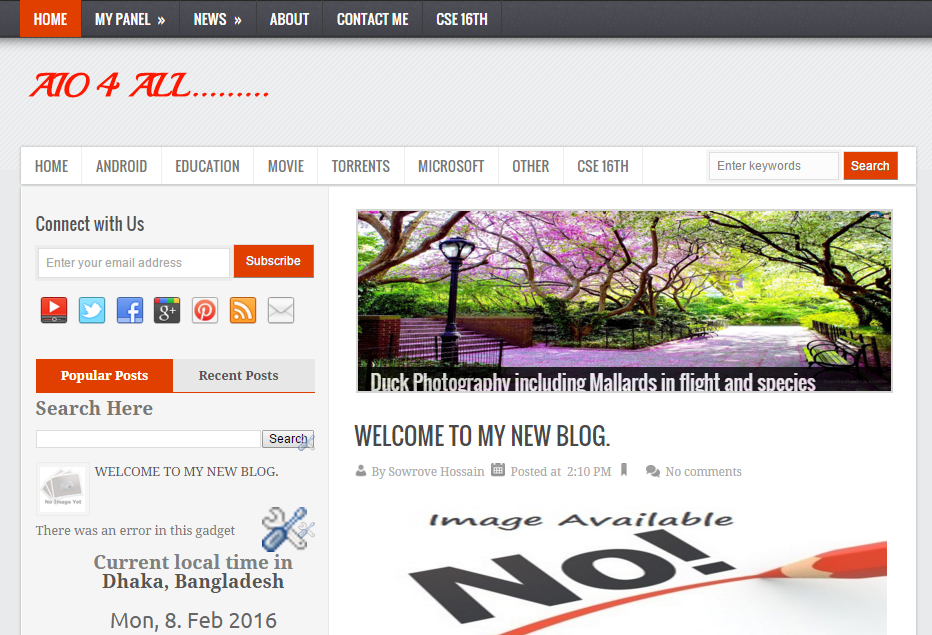 HOME MY PANEL » NEWS » ABOUT CONTACT ME CSE 16TH
AIO 4 ALL.........
HOME ANDROID EDUCATION MOVIE TORRENTS MICROSOFT OTHER CSE 16TH Enter keywords Search
Connect with Us
Enter your email address Subscribe
g+
Popular Posts Recent Posts
Search Here
Search
No Image Yet
WELCOME TO MY NEW BLOG.
There was an error in this gadget
Current local time in
Dhaka, Bangladesh
Mon, 8. Feb 2016
Duck Photography including Mallards in flight and species
WELCOME TO MY NEW BLOG.
By Sowrove Hossain Posted at 2:10 PM No comments
Image Available
NO!